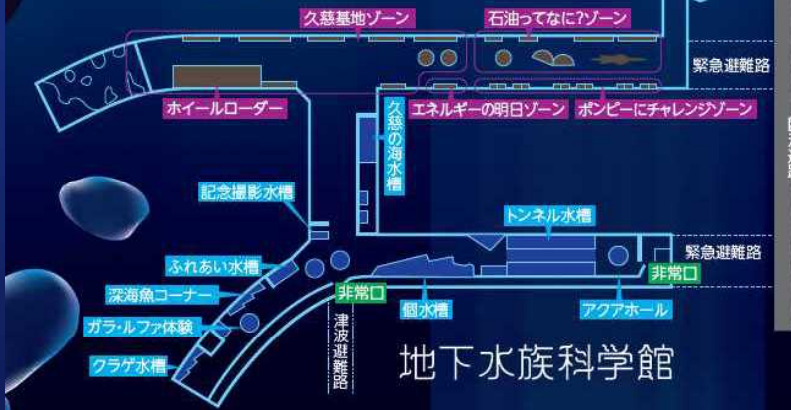 久慈基地ゾーン
石油ってなに?ゾーン
緊急避難路
ホイールローダー
エネルギーの明日ゾーン
ポンピーにチャレンジゾーン
久慈の海水槽
記念撮影水槽
トンネル水槽
ふれあい水槽
緊急避難路
深海魚コーナー
非常口
非常口
個水槽
アクアホール
ガラ・ルファ体験
津波避難路
クラゲ水槽
地下水族科学館